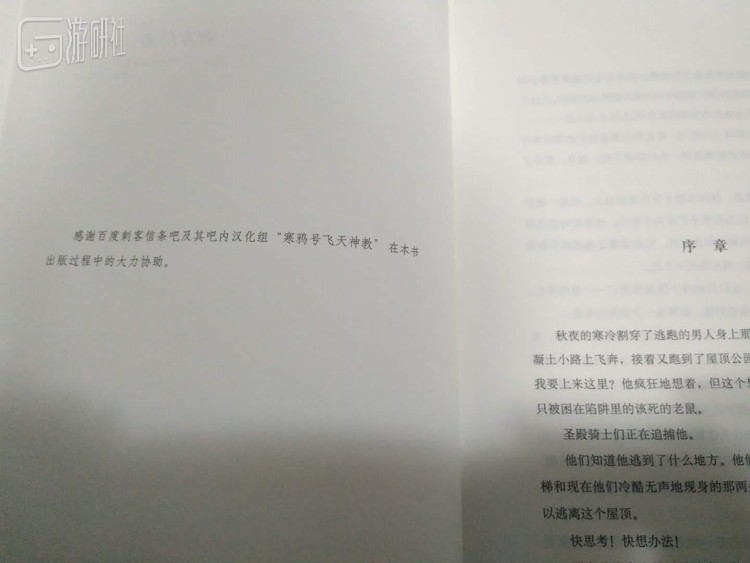 游研社
感谢百度刺客信条吧及其吧内汉化组“寒鸦号飞天神教”在本书
出版过程中的大力协助。
序章
秋夜的寒冷割穿了逃跑的男人身上那
凝土小路上飞奔，接着又跑到了屋顶公
我要上来这里？他疯狂地想着，但这个
只被困在陷阱里的该死的老鼠。
圣殿骑士们正在追捕他。
他们知道他逃到了什么地方。他
梯和现在他们冷酷无声地现身的那两
以逃离这个屋顶。
快思考！快想办法！